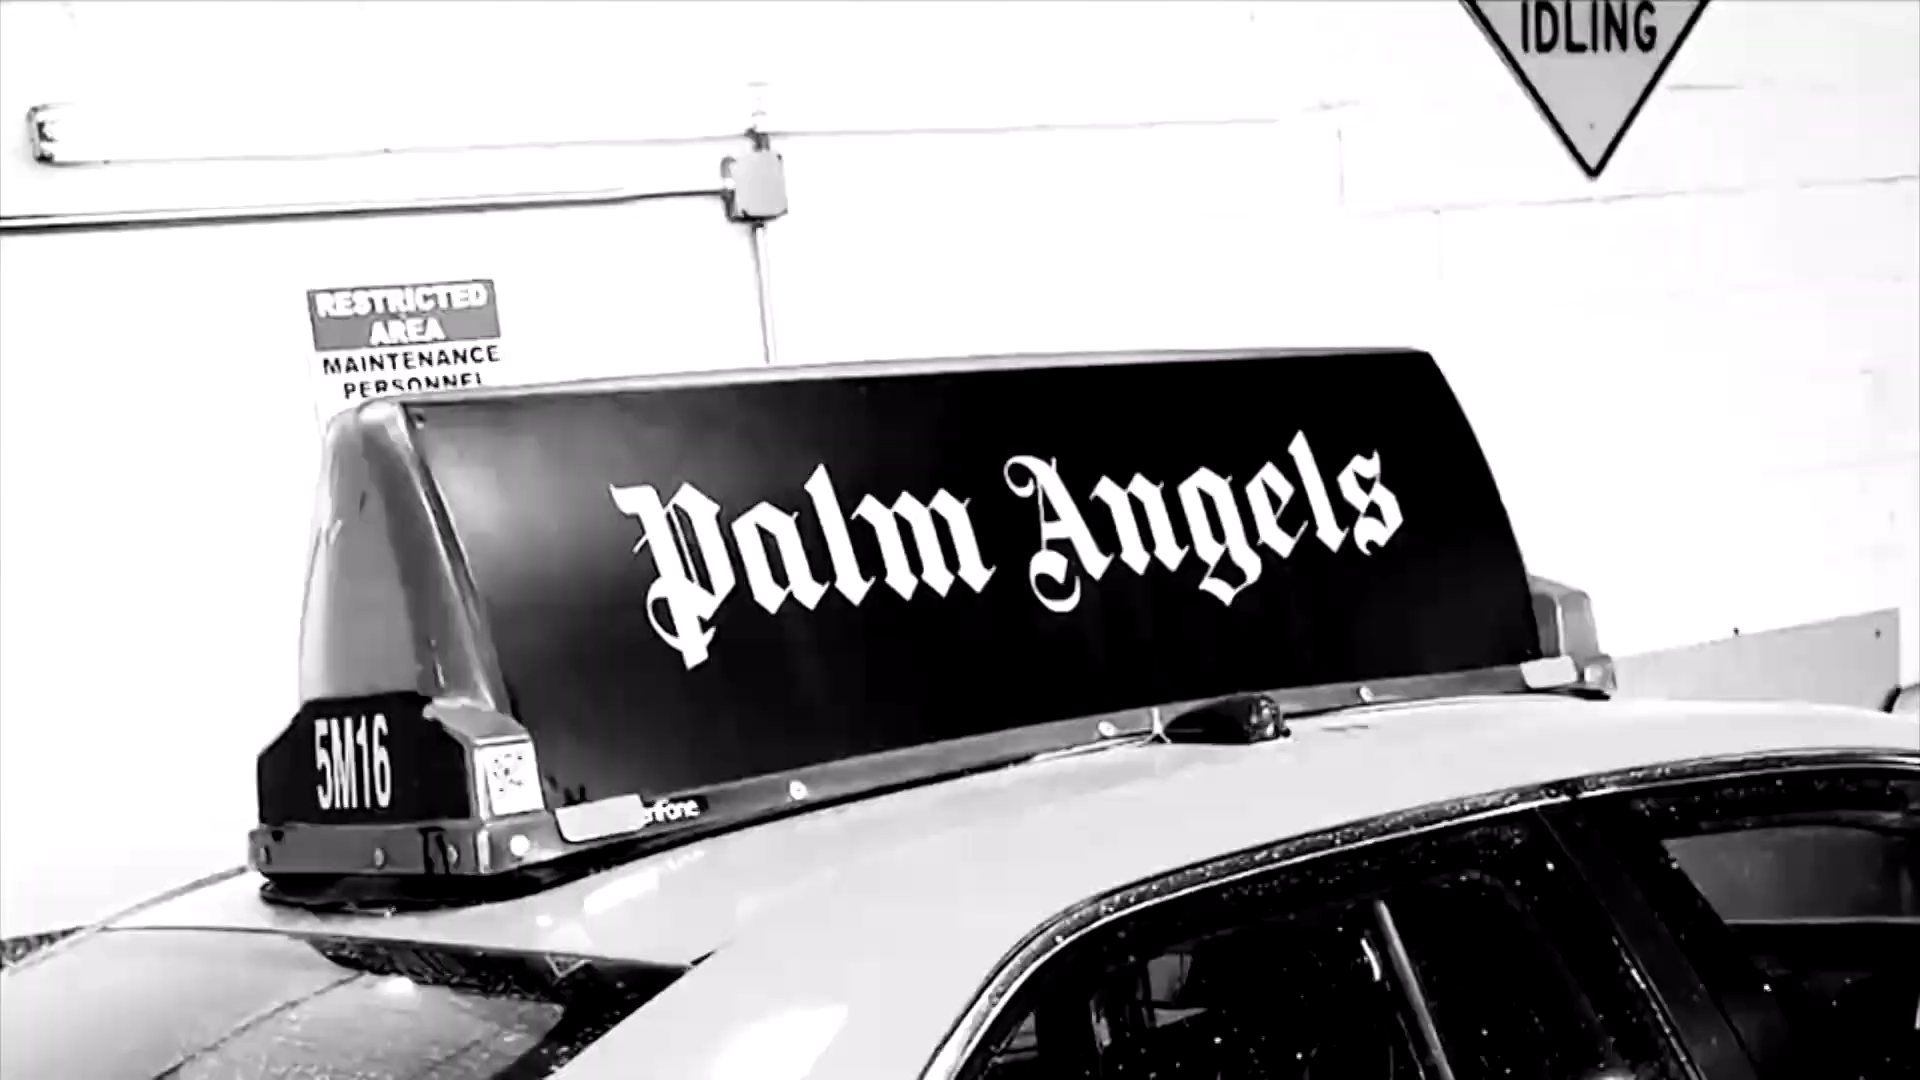 IDLING
RESTRICTED
AREA
MAINTENANCE
PERSONNEL
Palm Angels
5M16